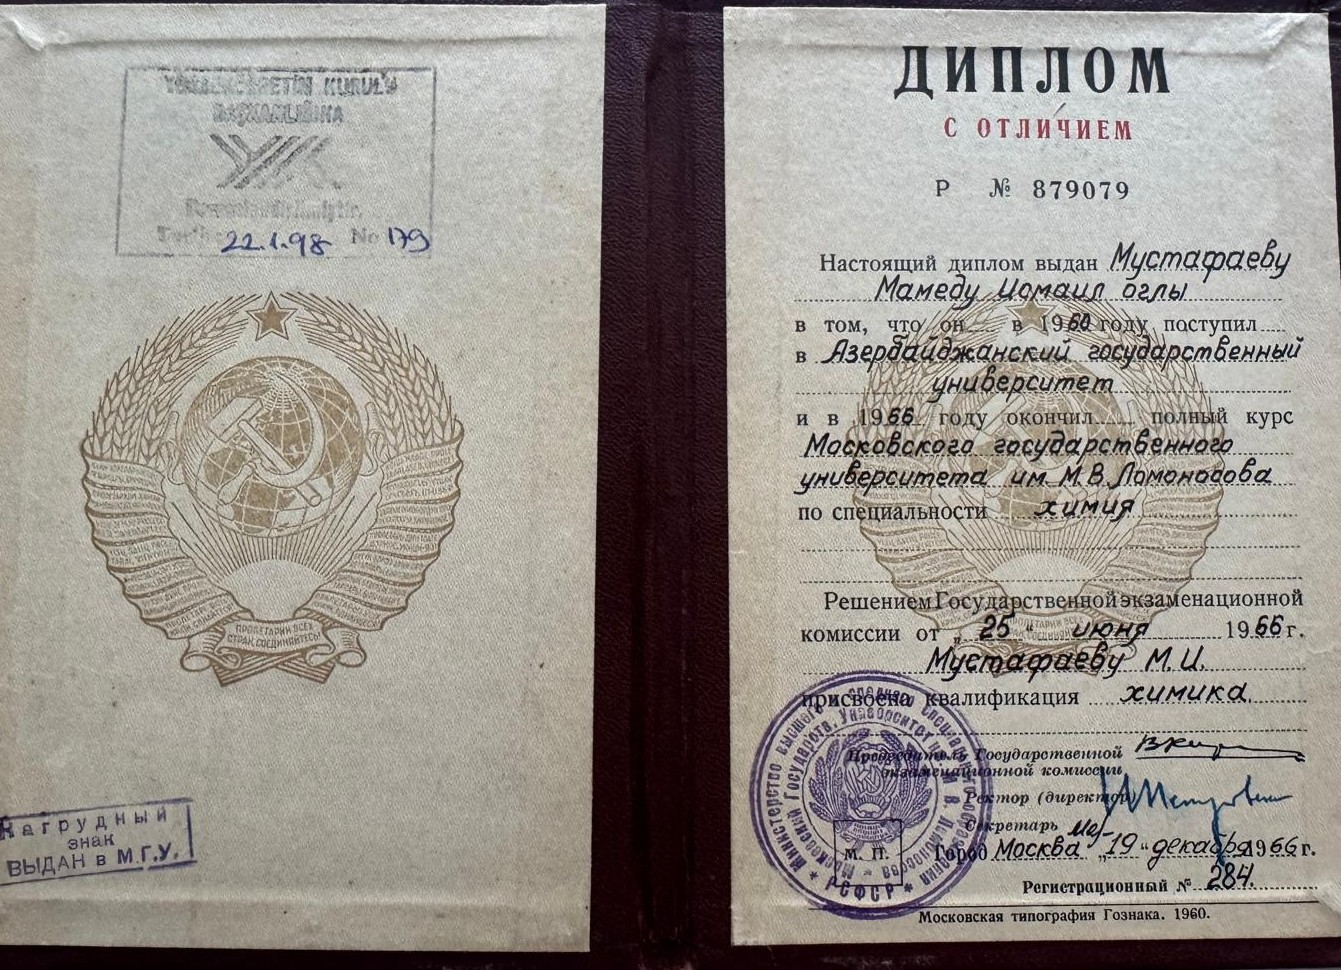 YÜKSEKÖĞRETİM KURULU
BAŞKANLIĞINA
22.1.98 No 179
Нагрудный
знак
ВЫДАН в М.Г.У.
ПРОЛЕТАРИИ ВСЕХ
СТРАН, СОЕДИНЯЙТЕСЬ!
ДИПЛОМ
С ОТЛИЧИЕМ
Р № 879079
Настоящий диплом выдан Мустафаеву
Мамеду Исмаил оглы
в том, что он в 1960 году поступил
в Азербайджанский государственный
университет
и в 1966 году окончил полный курс
Московского государственного
университета им. М.В. Ломоносова
по специальности химия
Решением Государственной экзаменационной
комиссии от „25“ июня 1966 г.
Мустафаеву М.И.
присвоена квалификация химика.
Председатель Государственной
экзаменационной комиссии
Ректор (директор)
Секретарь
М. П. Город Москва „19“ декабря 1966 г.
Регистрационный № 284.
РСФСР
Московская типография Гознака. 1960.